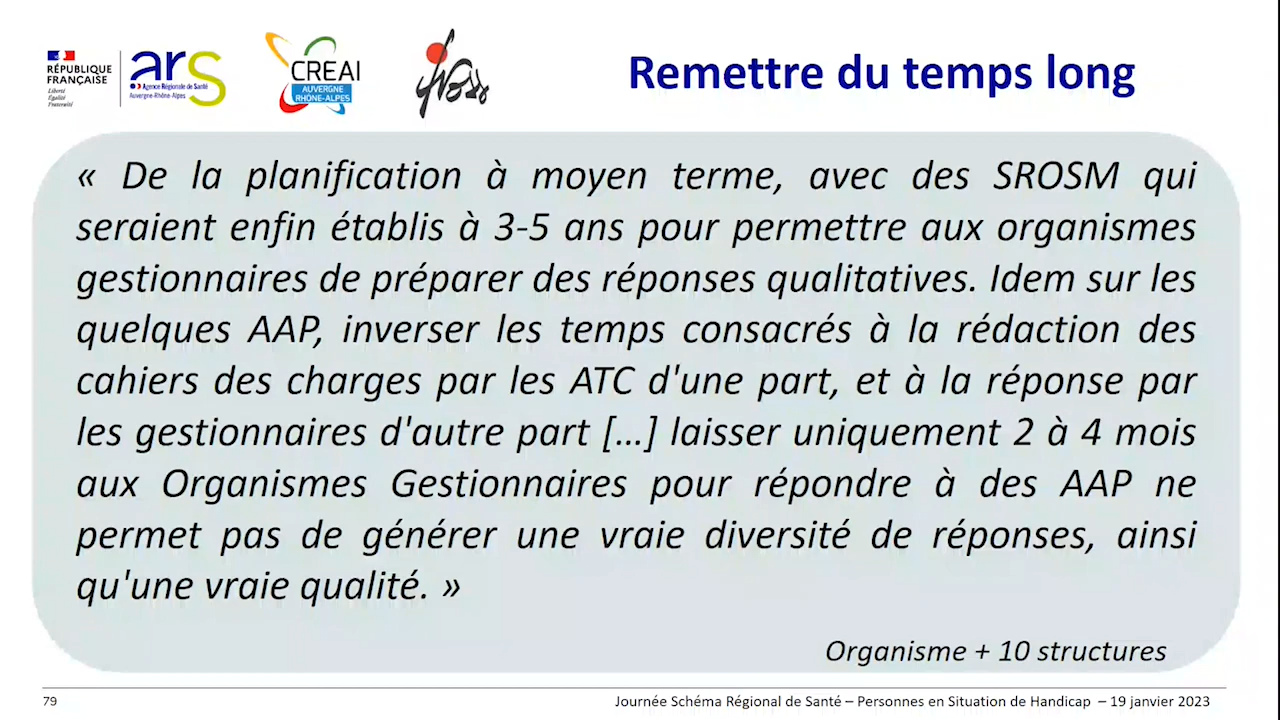 RÉPUBLIQUE
FRANÇAISE
Liberté
Égalité
Fraternité
ars
Agence Régionale de Santé
Auvergne-Rhône-Alpes
CREAI
AUVERGNE
RHÔNE-ALPES
Remettre du temps long
« De la planification à moyen terme, avec des SROSM qui
seraient enfin établis à 3-5 ans pour permettre aux organismes
gestionnaires de préparer des réponses qualitatives. Idem sur les
quelques AAP, inverser les temps consacrés à la rédaction des
cahiers des charges par les ATC d'une part, et à la réponse par
les gestionnaires d'autre part [...] laisser uniquement 2 à 4 mois
aux Organismes Gestionnaires pour répondre à des AAP ne
permet pas de générer une vraie diversité de réponses, ainsi
qu'une vraie qualité. »
Organisme + 10 structures
79
Journée Schéma Régional de Santé – Personnes en Situation de Handicap – 19 janvier 2023